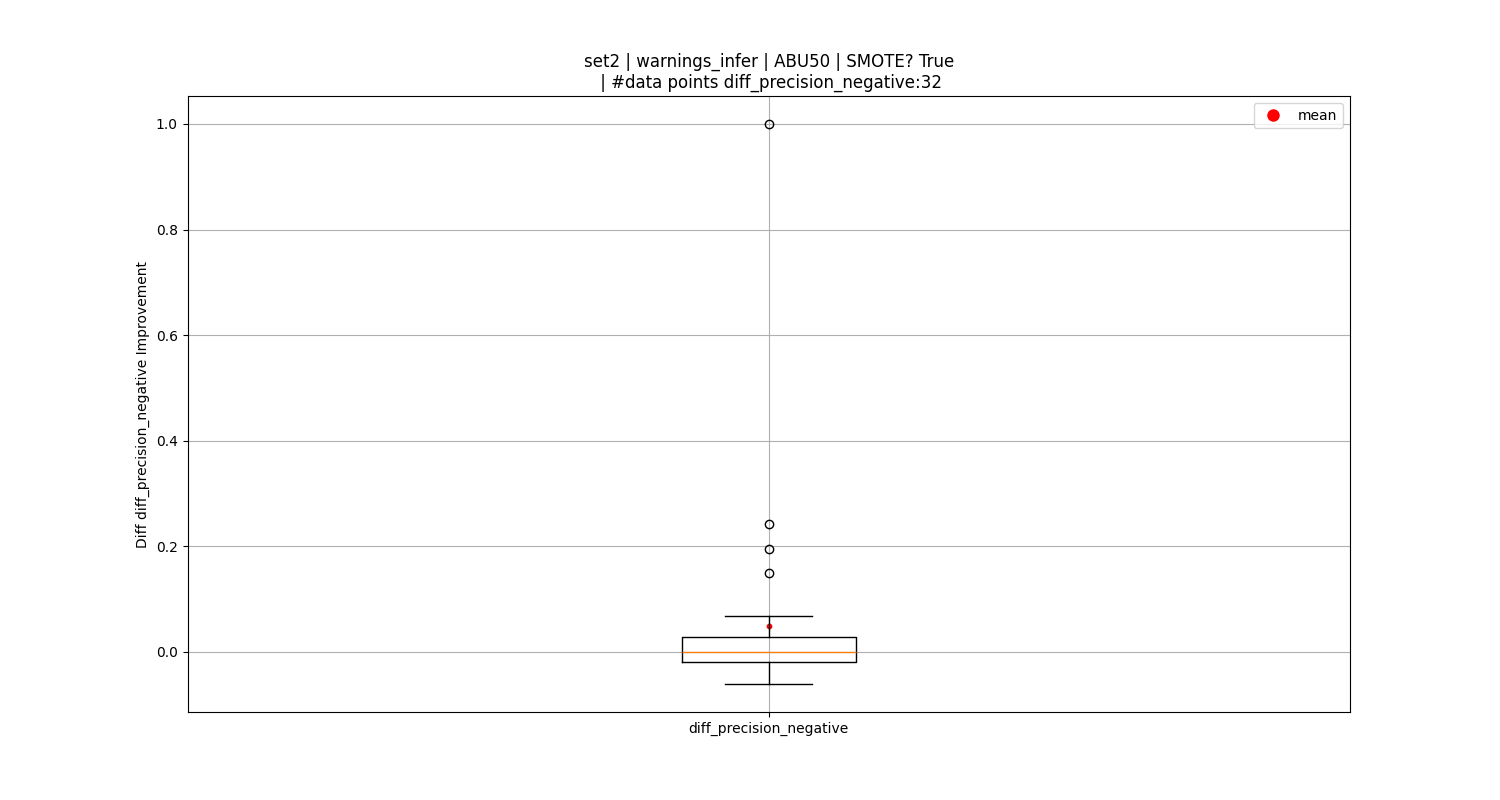 set2 | warnings_infer | ABU50 | SMOTE? True
| #data points diff_precision_negative:32
mean
1.0
0.8
0.6
0.4
0.2
0.0
Diff diff_precision_negative Improvement
diff_precision_negative